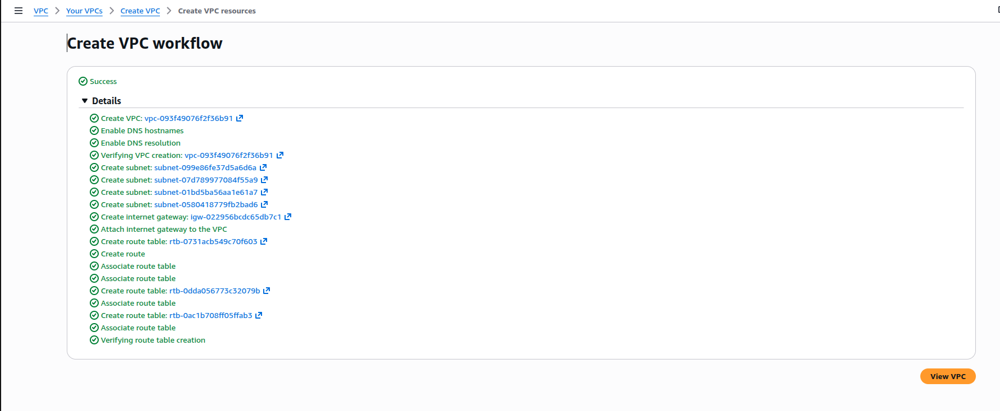 VPC > Your VPCs > Create VPC > Create VPC resources
Create VPC workflow
Success
Details
Create VPC: vpc-093f49076f2f36b91
Enable DNS hostnames
Enable DNS resolution
Verifying VPC creation: vpc-093f49076f2f36b91
Create subnet: subnet-099e86fe37d5a6d6a
Create subnet: subnet-07d789977084f55a9
Create subnet: subnet-01bd5ba56aa1e61a7
Create subnet: subnet-0580418779fb2bad6
Create internet gateway: igw-022956bcdc65db7c1
Attach internet gateway to the VPC
Create route table: rtb-0731acb549c70f603
Create route
Associate route table
Associate route table
Create route table: rtb-0dda056773c32079b
Associate route table
Create route table: rtb-0ac1b708ff05ffab3
Associate route table
Verifying route table creation
View VPC